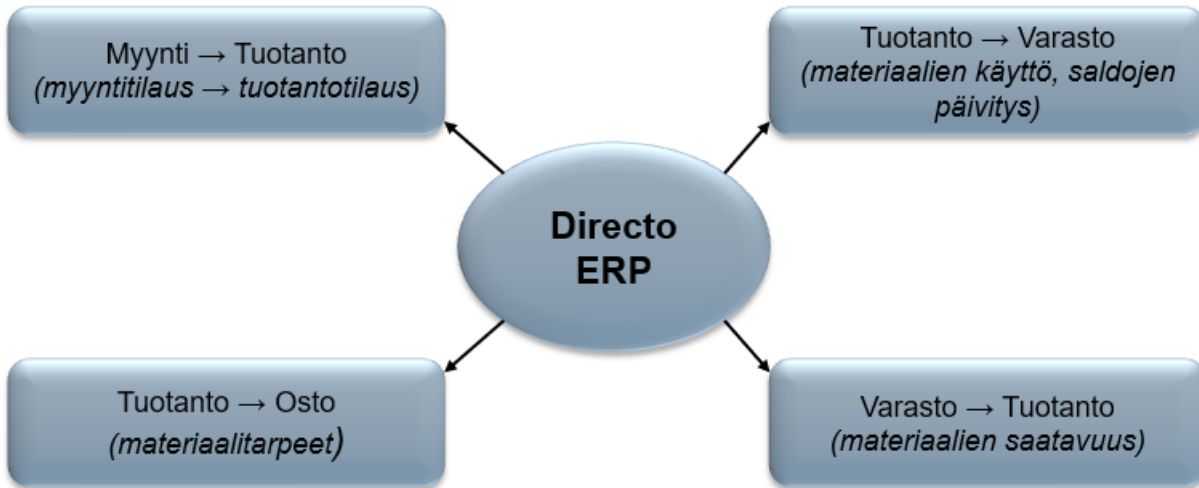 Myynti → Tuotanto
(myyntitilaus → tuotantotilaus)
Tuotanto → Varasto
(materiaalien käyttö, saldojen
päivitys)
Directo
ERP
Tuotanto → Osto
(materiaalitarpeet)
Varasto → Tuotanto
(materiaalien saatavuus)